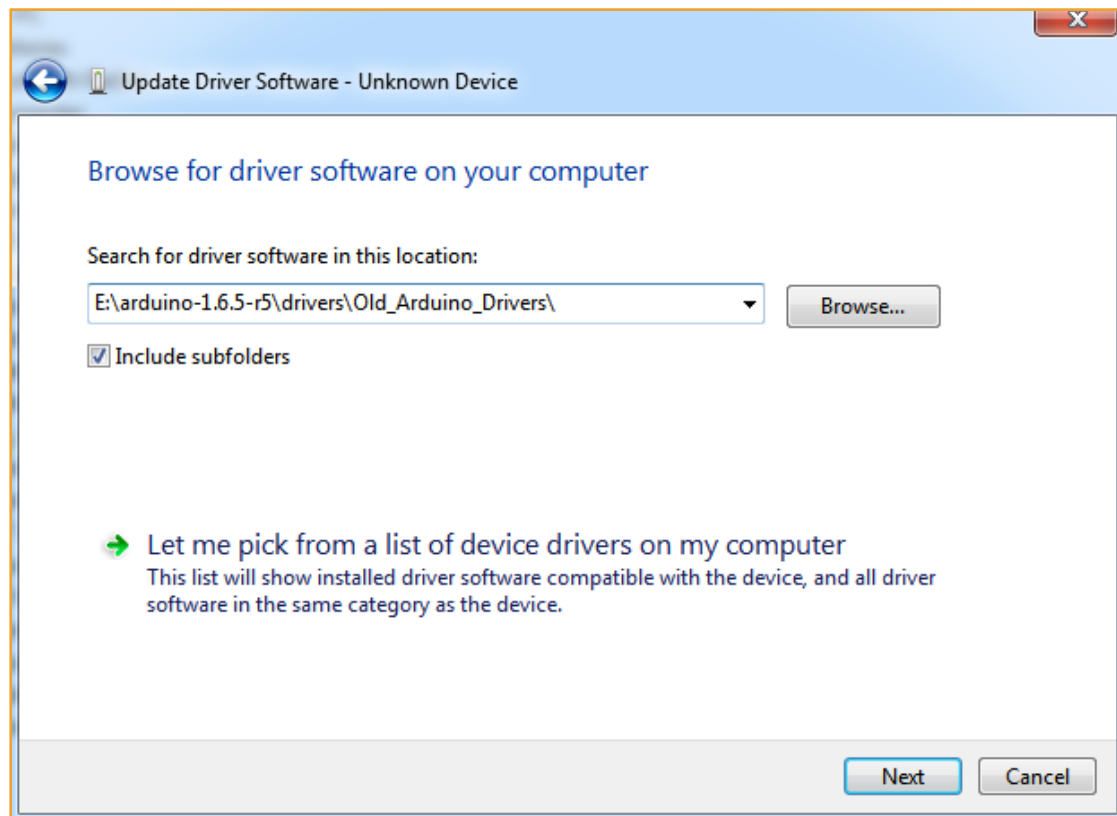 Update Driver Software - Unknown Device
Browse for driver software on your computer
Search for driver software in this location:
E:\arduino-1.6.5-r5\drivers\Old_Arduino_Drivers\
Browse...
Include subfolders
Let me pick from a list of device drivers on my computer
This list will show installed driver software compatible with the device, and all driver
software in the same category as the device.
Next
Cancel